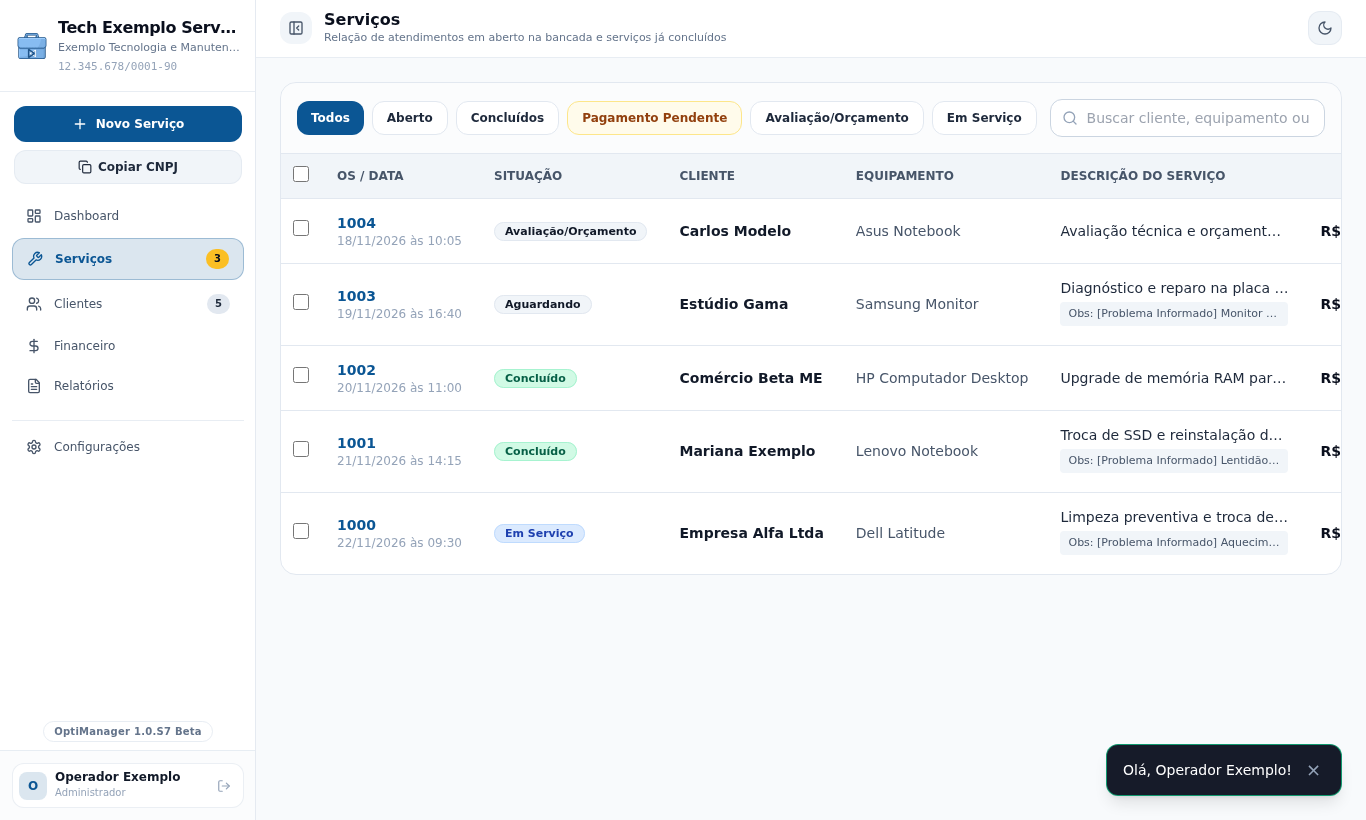 Tech Exemplo Serv...
Exemplo Tecnologia e Manuten...
12.345.678/0001-90
Novo Serviço
Copiar CNPJ
Dashboard
Serviços 3
Clientes 5
Financeiro
Relatórios
Configurações
OptiManager 1.0.S7 Beta
O
Operador Exemplo
Administrador
Serviços
Relação de atendimentos em aberto na bancada e serviços já concluídos
Todos Aberto Concluídos Pagamento Pendente Avaliação/Orçamento Em Serviço Buscar cliente, equipamento ou
OS / DATA SITUAÇÃO CLIENTE EQUIPAMENTO DESCRIÇÃO DO SERVIÇO
1004
18/11/2026 às 10:05
Avaliação/Orçamento Carlos Modelo Asus Notebook Avaliação técnica e orçament... R$
1003
19/11/2026 às 16:40
Aguardando Estúdio Gama Samsung Monitor
Diagnóstico e reparo na placa ...
Obs: [Problema Informado] Monitor ...
R$
1002
20/11/2026 às 11:00
Concluído Comércio Beta ME HP Computador Desktop Upgrade de memória RAM par... R$
1001
21/11/2026 às 14:15
Concluído Mariana Exemplo Lenovo Notebook
Troca de SSD e reinstalação d...
Obs: [Problema Informado] Lentidão...
R$
1000
22/11/2026 às 09:30
Em Serviço Empresa Alfa Ltda Dell Latitude
Limpeza preventiva e troca de...
Obs: [Problema Informado] Aquecim...
R$
Olá, Operador Exemplo!